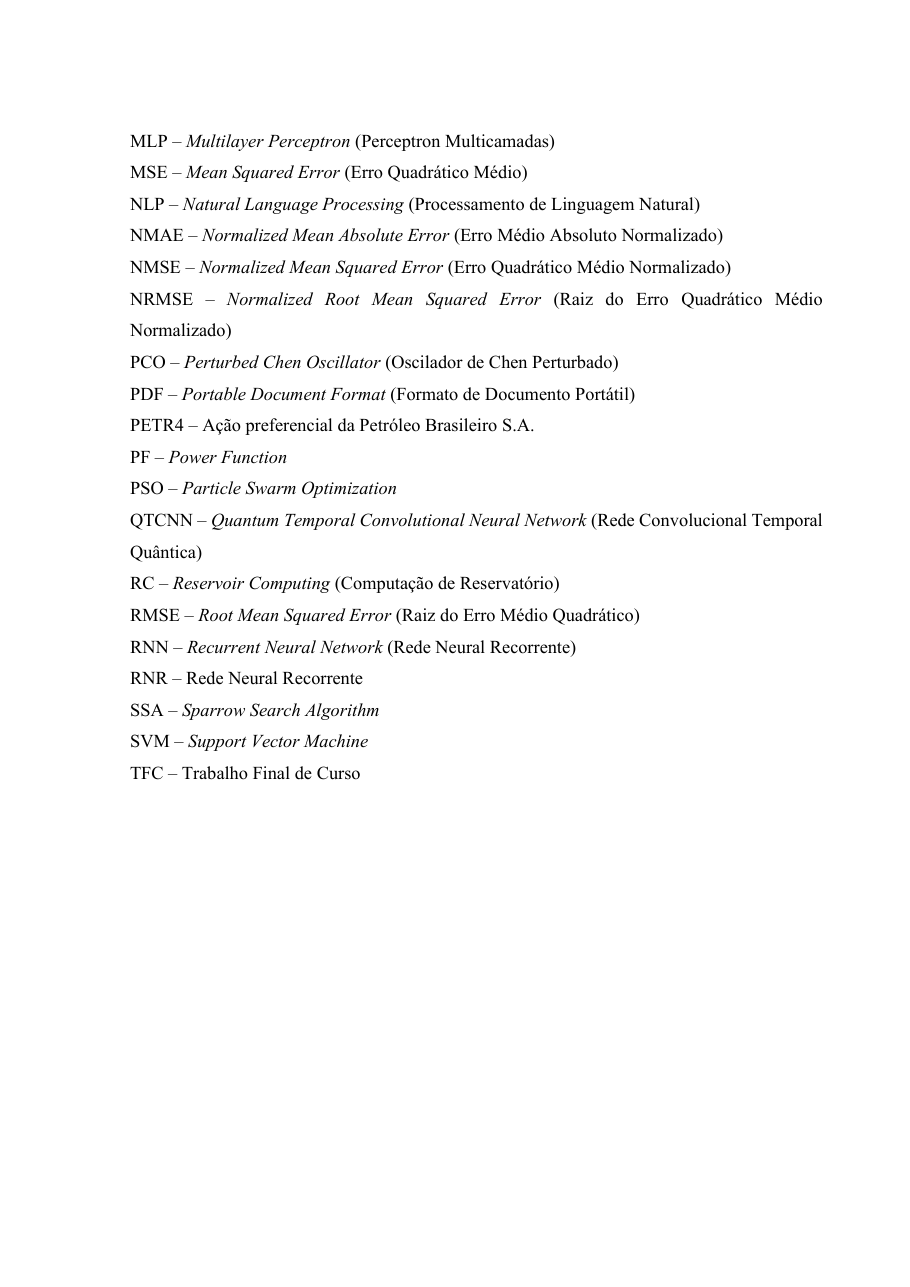 MLP – Multilayer Perceptron (Perceptron Multicamadas)
MSE – Mean Squared Error (Erro Quadrático Médio)
NLP – Natural Language Processing (Processamento de Linguagem Natural)
NMAE – Normalized Mean Absolute Error (Erro Médio Absoluto Normalizado)
NMSE – Normalized Mean Squared Error (Erro Quadrático Médio Normalizado)
NRMSE – Normalized Root Mean Squared Error (Raiz do Erro Quadrático Médio
Normalizado)
PCO – Perturbed Chen Oscillator (Oscilador de Chen Perturbado)
PDF – Portable Document Format (Formato de Documento Portátil)
PETR4 – Ação preferencial da Petróleo Brasileiro S.A.
PF – Power Function
PSO – Particle Swarm Optimization
QTCNN – Quantum Temporal Convolutional Neural Network (Rede Convolucional Temporal
Quântica)
RC – Reservoir Computing (Computação de Reservatório)
RMSE – Root Mean Squared Error (Raiz do Erro Médio Quadrático)
RNN – Recurrent Neural Network (Rede Neural Recorrente)
RNR – Rede Neural Recorrente
SSA – Sparrow Search Algorithm
SVM – Support Vector Machine
TFC – Trabalho Final de Curso